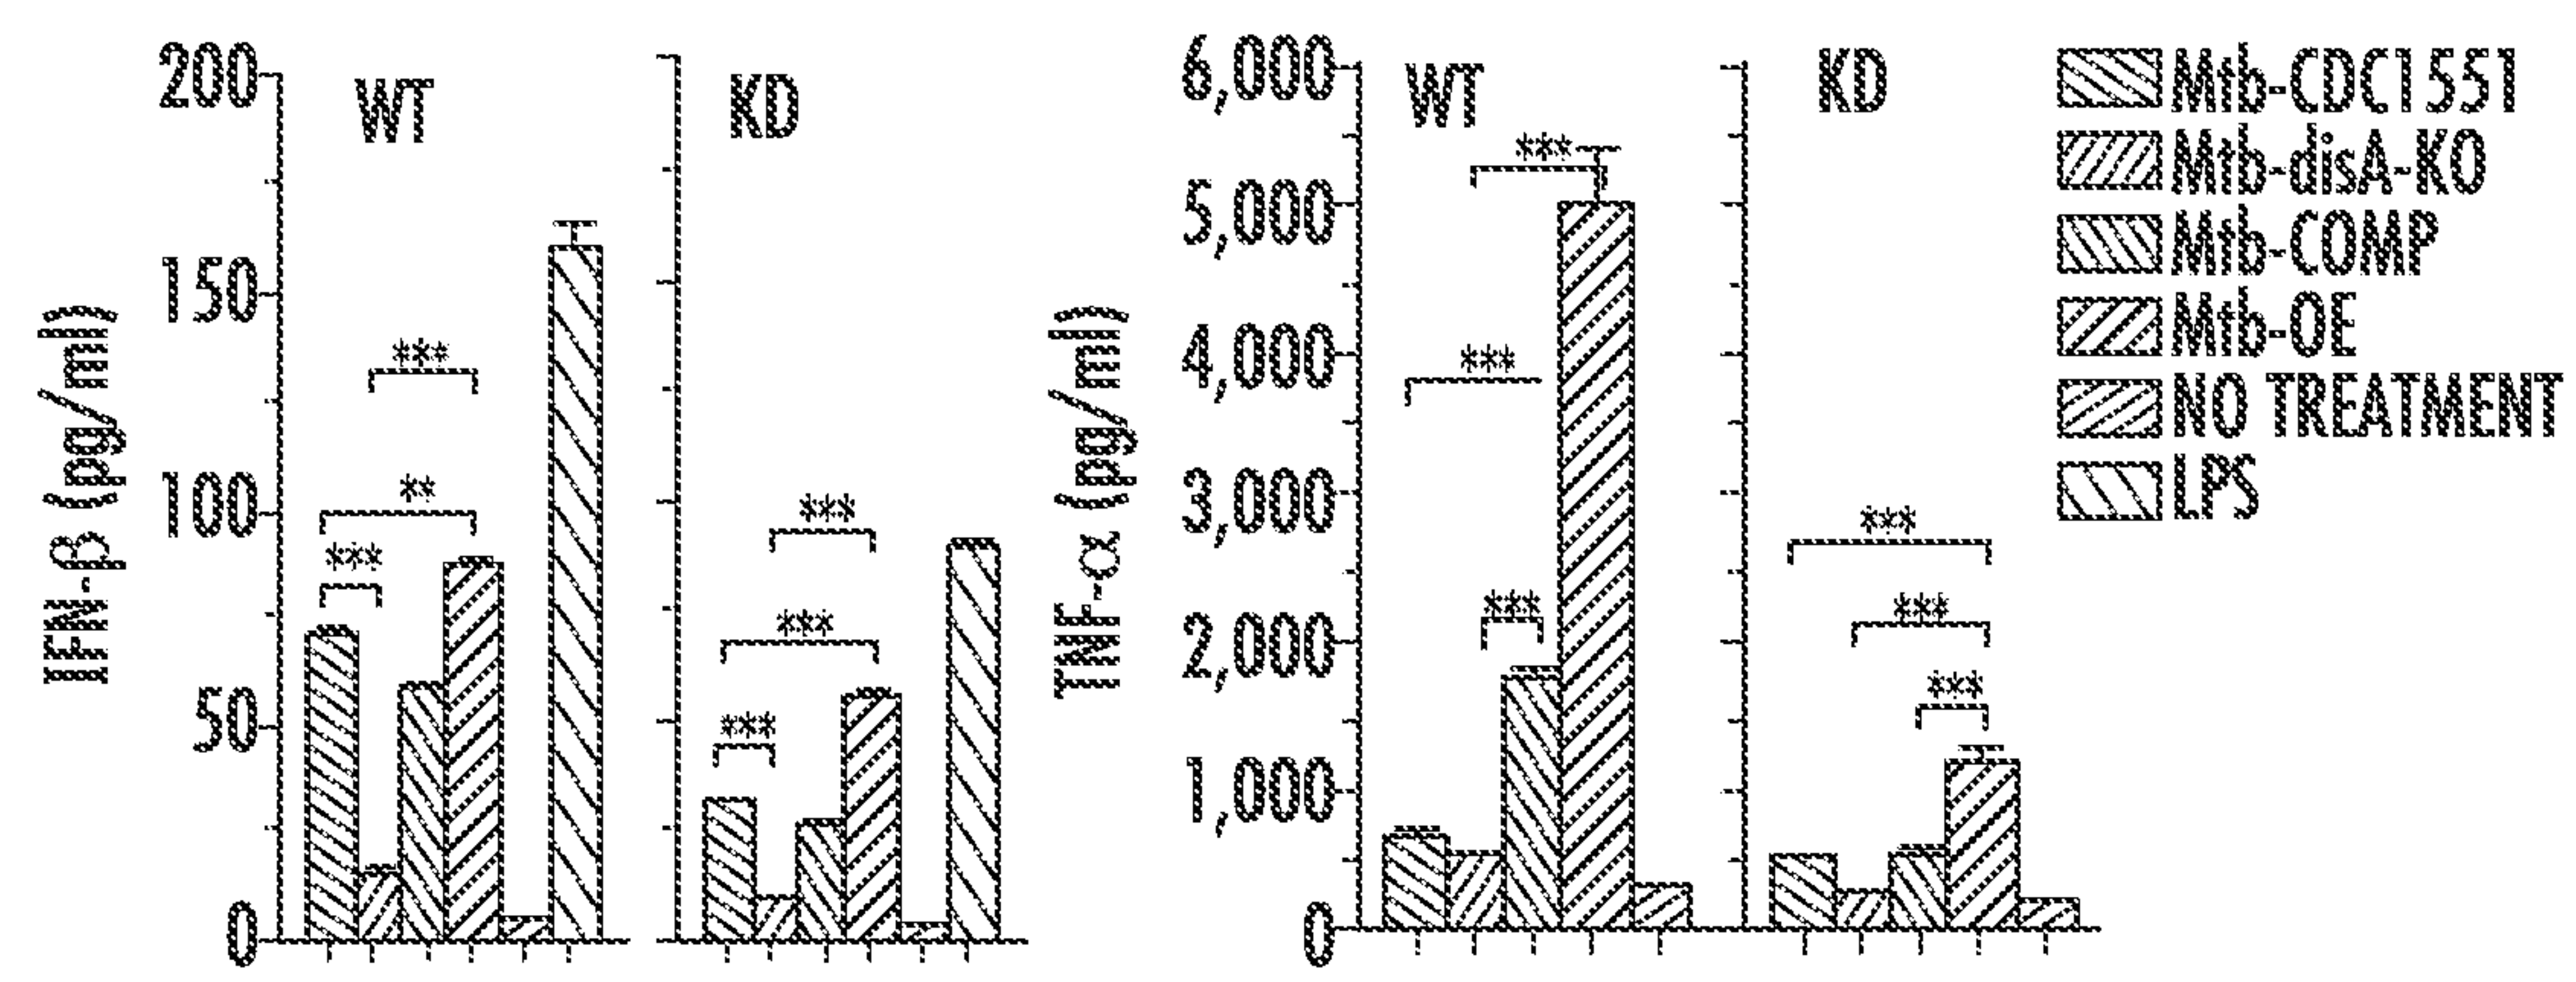 IFN-β (pg/ml)
200
150
100
50
0
WT
***
**
***
KD
***
***
***
TNF-α (pg/ml)
6,000
5,000
4,000
3,000
2,000
1,000
0
WT
***
***
***
KD
***
***
***
Mtb-CDC1551
Mtb-disA-KO
Mtb-COMP
Mtb-OE
NO TREATMENT
LPS